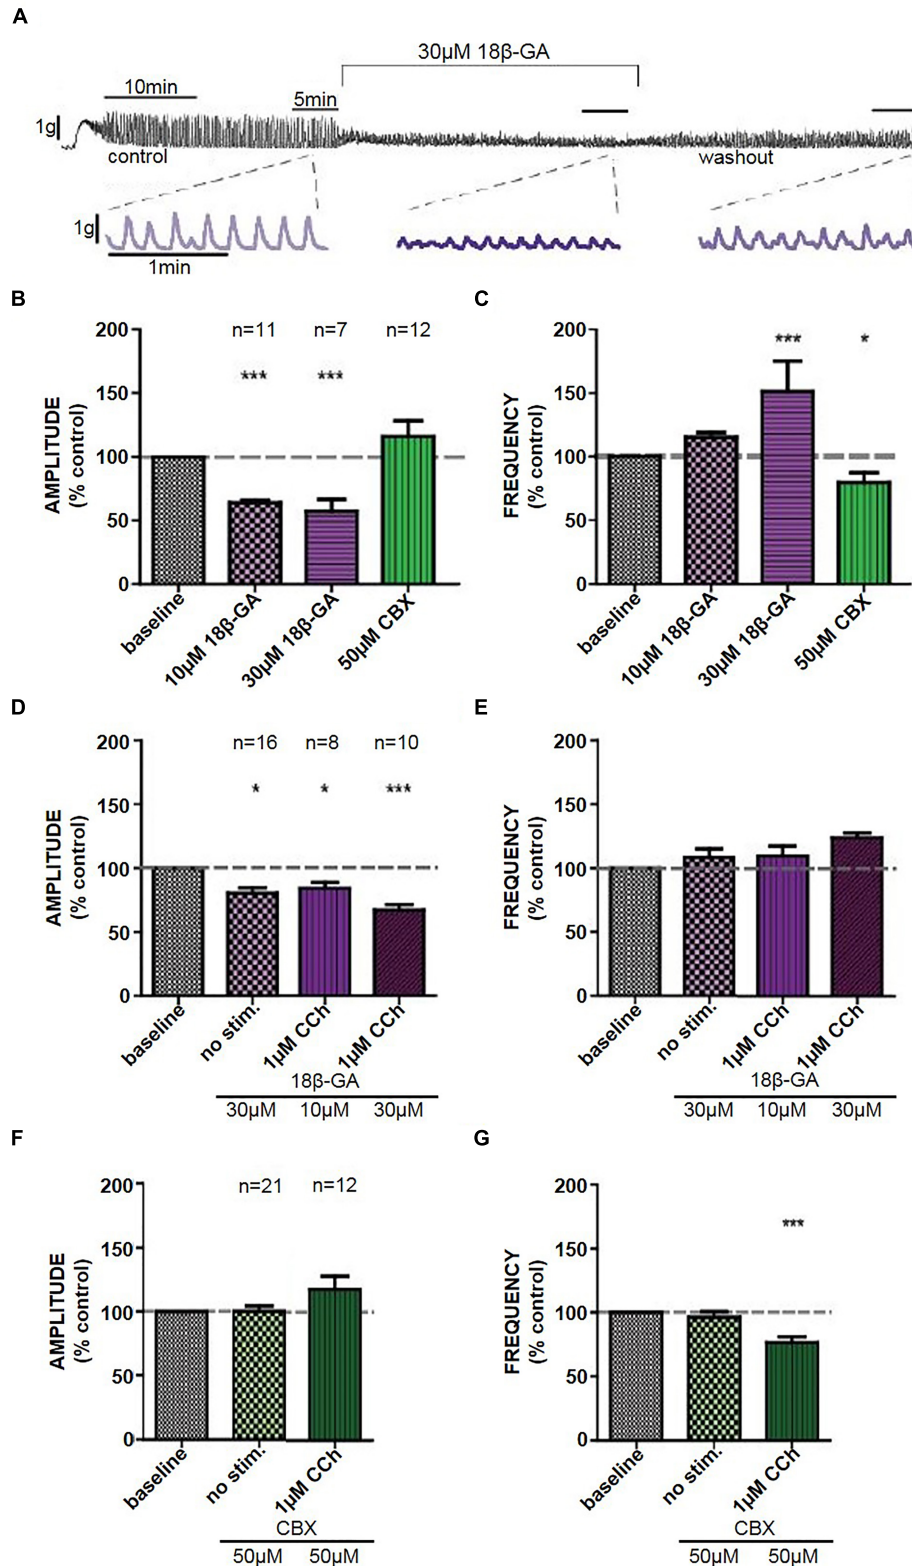 A
30μM 18β-GA
10min
5min
1g
control
washout
1g
1min
B
200
150
100
50
0
AMPLITUDE
(% control)
n=11
n=7
n=12
***
***
baseline
10μM 18β-GA
30μM 18β-GA
50μM CBX
C
200
150
100
50
0
FREQUENCY
(% control)
***
*
baseline
10μM 18β-GA
30μM 18β-GA
50μM CBX
D
200
150
100
50
0
AMPLITUDE
(% control)
n=16
n=8
n=10
*
*
***
baseline
no stim.
1μM CCh
1μM CCh
18β-GA
30μM
10μM
30μM
E
200
150
100
50
0
FREQUENCY
(% control)
baseline
no stim.
1μM CCh
1μM CCh
18β-GA
30μM
10μM
30μM
F
200
150
100
50
0
AMPLITUDE
(% control)
n=21
n=12
baseline
no stim.
1μM CCh
CBX
50μM
50μM
G
200
150
100
50
0
FREQUENCY
(% control)
***
baseline
no stim.
1μM CCh
CBX
50μM
50μM